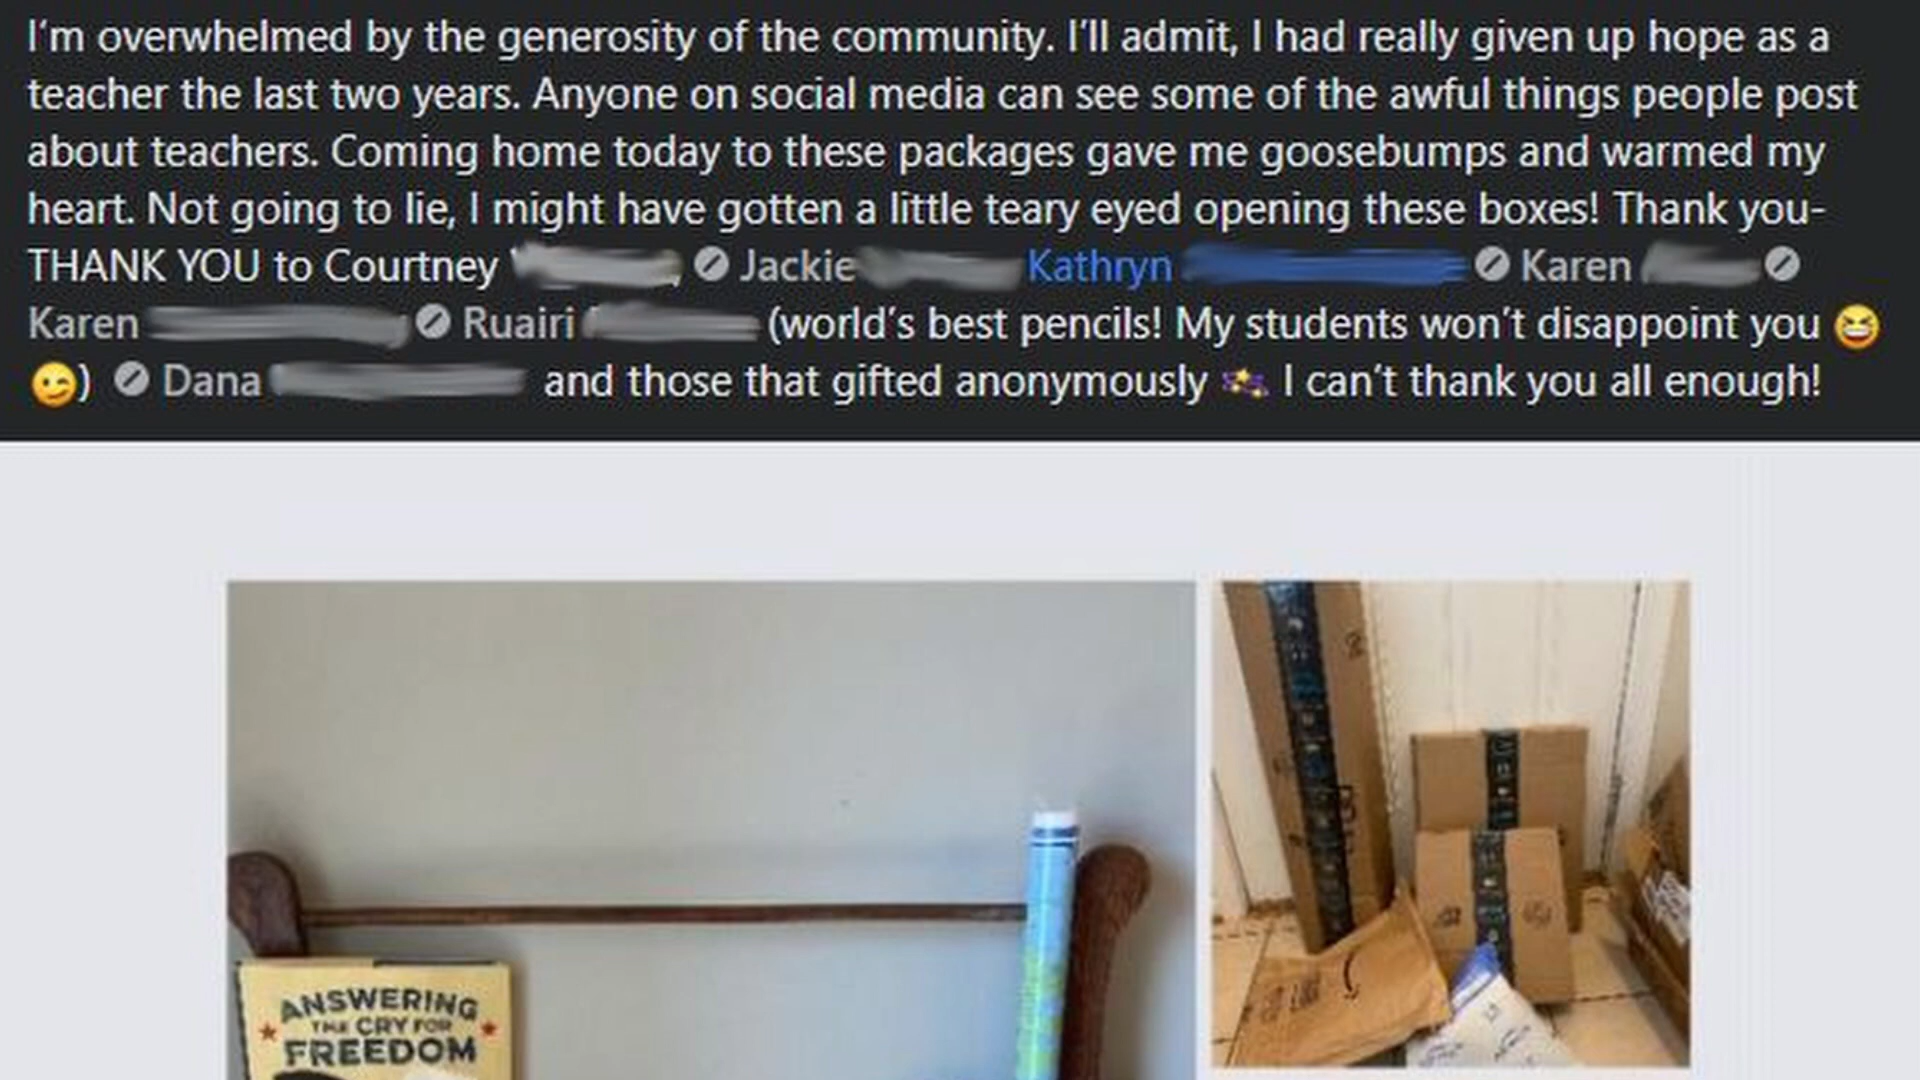 I'm overwhelmed by the generosity of the community. I'll admit, I had really given up hope as a
teacher the last two years. Anyone on social media can see some of the awful things people post
about teachers. Coming home today to these packages gave me goosebumps and warmed my
heart. Not going to lie, I might have gotten a little teary eyed opening these boxes! Thank you-
THANK YOU to Courtney Jackie Kathryn Karen
Karen Ruairi (world's best pencils! My students won't disappoint you 😆
😉) Dana and those that gifted anonymously 💫 I can't thank you all enough!
ANSWERING
THE CRY FOR
FREEDOM